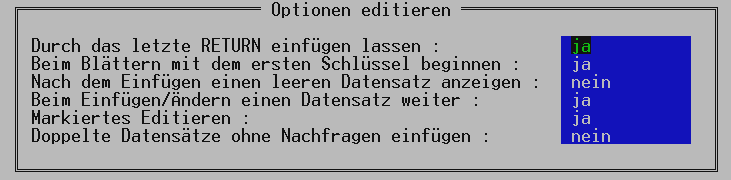 Optionen editieren
Durch das letzte RETURN einfügen lassen : ja
Beim Blättern mit dem ersten Schlüssel beginnen : ja
Nach dem Einfügen einen leeren Datensatz anzeigen : nein
Beim Einfügen/Ändern einen Datensatz weiter : ja
Markiertes Editieren : ja
Doppelte Datensätze ohne Nachfragen einfügen : nein